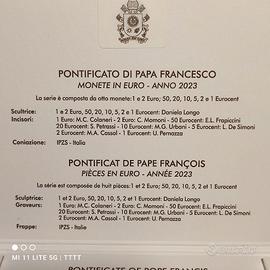 PONTIFICATO DI PAPA FRANCESCO
MONETE IN EURO - ANNO 2023
La serie è composta da otto monete: 1 e 2 Euro, 50, 20, 10, 5, 2 e 1 Eurocent
Scultrice: 1 e 2 Euro, 50, 20, 10, 5, 2 e 1 Eurocent: Daniela Longo
Incisori: 1 Euro: M.C. Colaneri - 2 Euro: C. Momoni - 50 Eurocent: E.L. Frapiccini
20 Eurocent: S. Petrassi - 10 Eurocent: M.G. Urbani - 5 Eurocent: L. De Simoni
2 Eurocent: M.A. Cassol - 1 Eurocent: U. Pernazza
Coniazione: IPZS - Italia
PONTIFICAT DE PAPE FRANÇOIS
PIÈCES EN EURO - ANNÉE 2023
La série est composée de huit pièces: 1 et 2 Euro, 50, 20, 10, 5, 2 et 1 Eurocent
Sculptrice: 1 et 2 Euro, 50, 20, 10, 5, 2 et 1 Eurocent: Daniela Longo
Graveurs: 1 Euro: M.C. Colaneri - 2 Euro: C. Momoni - 50 Eurocent: E.L. Frapiccini
20 Eurocent: S. Petrassi - 10 Eurocent: M.G. Urbani - 5 Eurocent: L. De Simoni
2 Eurocent: M.A. Cassol - 1 Eurocent: U. Pernazza
Frappe: IPZS - Italia
MI 11 LITE 5G | TTTT
PONTIFICATE OF POPE FRANCIS